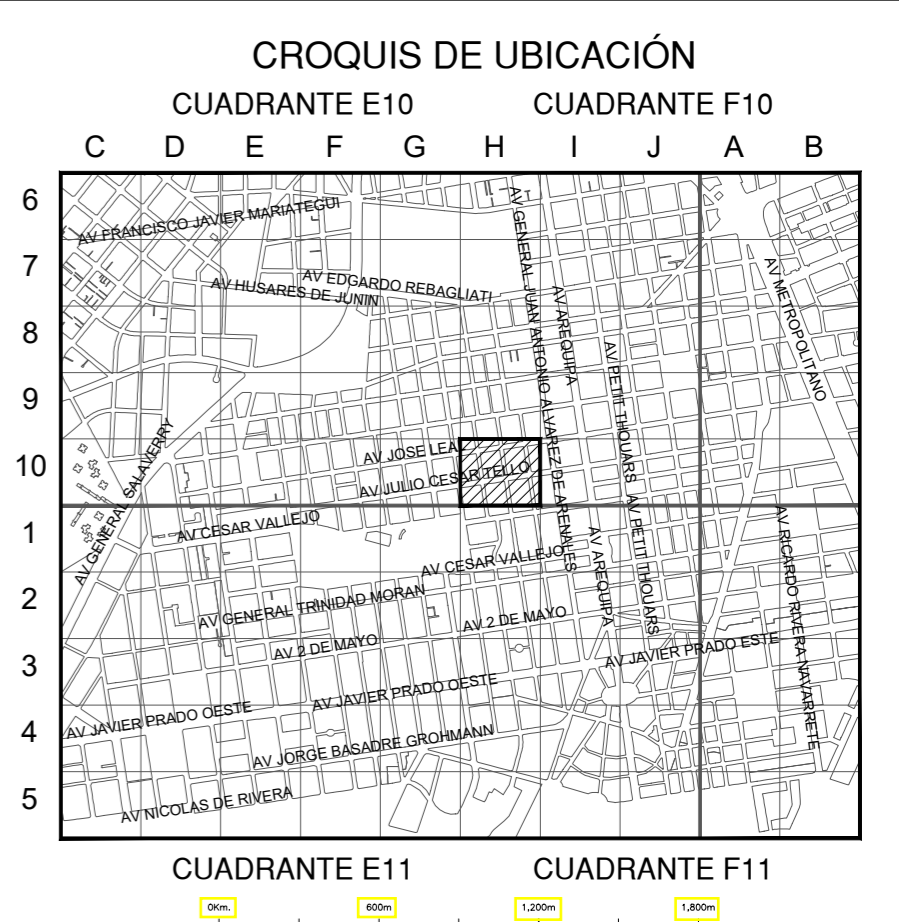 CROQUIS DE UBICACIÓN
CUADRANTE E10
CUADRANTE F10
C D E F G H I J A B
6
7
8
9
10
1
2
3
4
5
AV FRANCISCO JAVIER MARIATEGUI
AV GENERAL JUAN ANTONIO ALVAREZ DE ARENALES
AV EDGARDO REBAGLIATI
AV HUSARES DE JUNIN
AV AREQUIPA
AV METROPOLITANO
AV PETIT THOUARS
AV GENERAL SALAVERRY
AV JOSE LEA
AV JULIO CESAR TELLO
AV PETIT THOUARS
AV CESAR VALLEJO
AV RICARDO RIVERA NAVARRETE
AV AREQUIPA
AV CESAR VALLEJO
AV GENERAL TRINIDAD MORAN
AV 2 DE MAYO
AV 2 DE MAYO
AV JAVIER PRADO ESTE
AV JAVIER PRADO OESTE
AV JAVIER PRADO OESTE
AV JORGE BASADRE GROHMANN
AV NICOLAS DE RIVERA
CUADRANTE E11
CUADRANTE F11
0Km.
600m
1,200m
1,800m